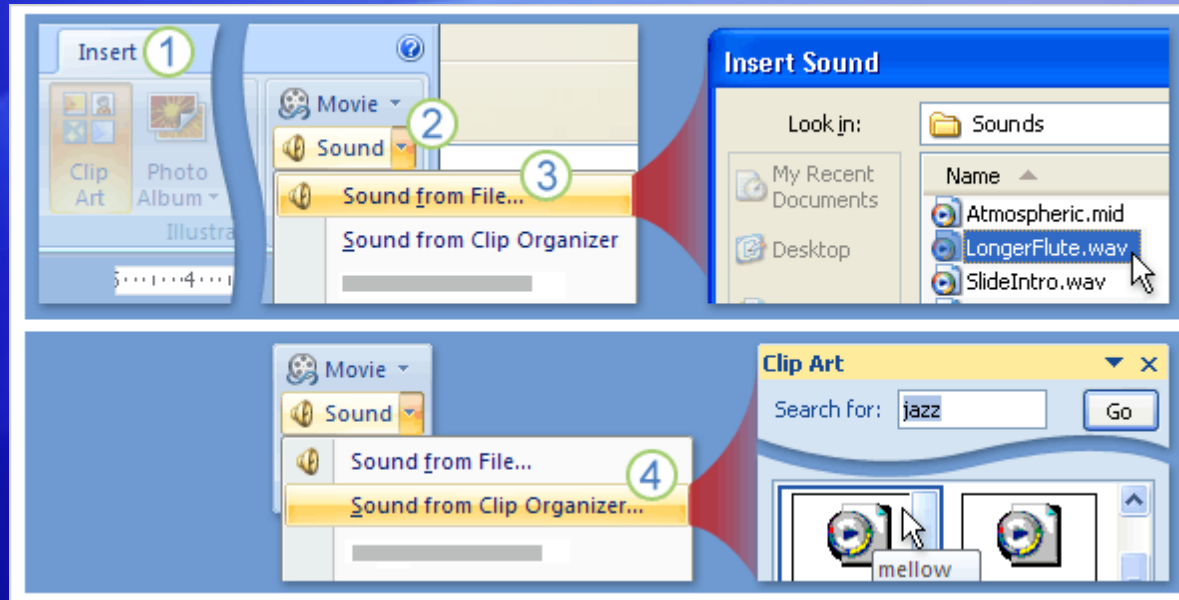 Insert 1
Movie
2
Sound
3
Clip Art
Photo Album
Illustra
Sound from File...
Sound from Clip Organizer
5 4
Insert Sound
Look in:
Sounds
My Recent Documents
Desktop
Name
Atmospheric.mid
LongerFlute.wav
SlideIntro.wav
Movie
Sound
Sound from File...
4
Sound from Clip Organizer...
Clip Art
Search for: jazz Go
mellow